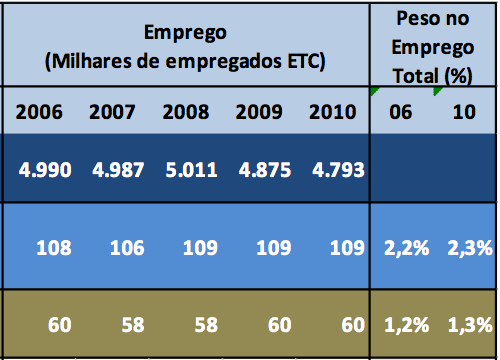 Emprego
(Milhares de empregados ETC)
Peso no
Emprego
Total (%)
2006 2007 2008 2009 2010 06 10
4.990 4.987 5.011 4.875 4.793
108 106 109 109 109 2,2% 2,3%
60 58 58 60 60 1,2% 1,3%